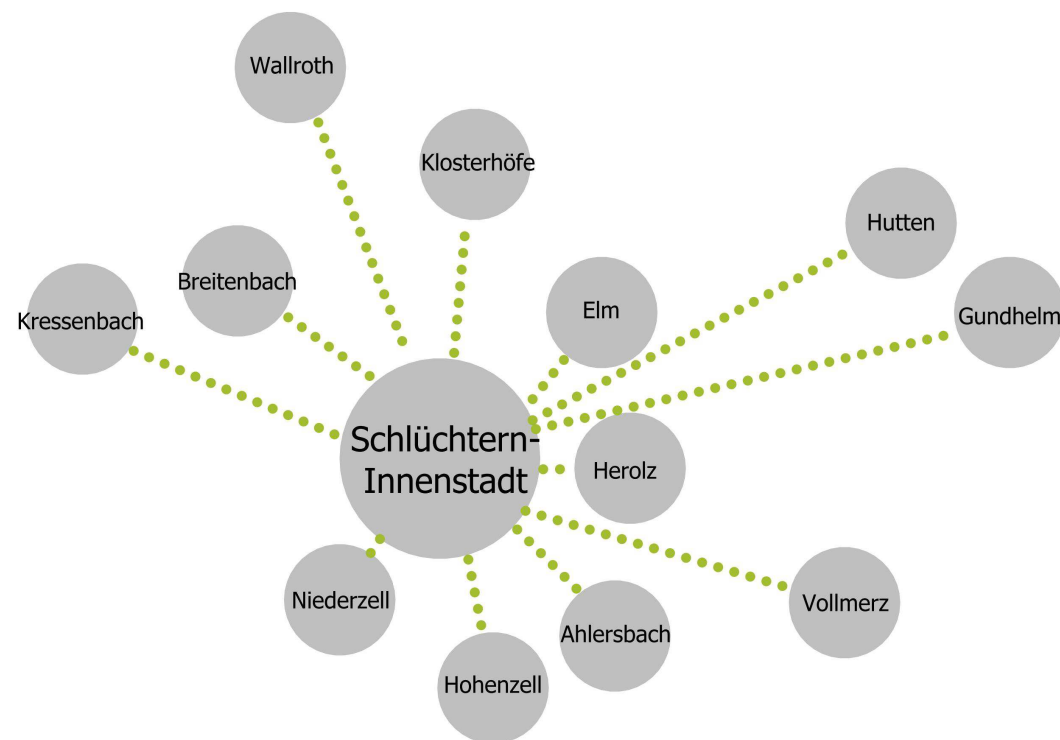 Wallroth
Klosterhöfe
Hutten
Breitenbach
Elm
Gundhelm
Kressenbach
Schlüchtern-
Innenstadt
Herolz
Niederzell
Vollmerz
Ahlersbach
Hohenzell